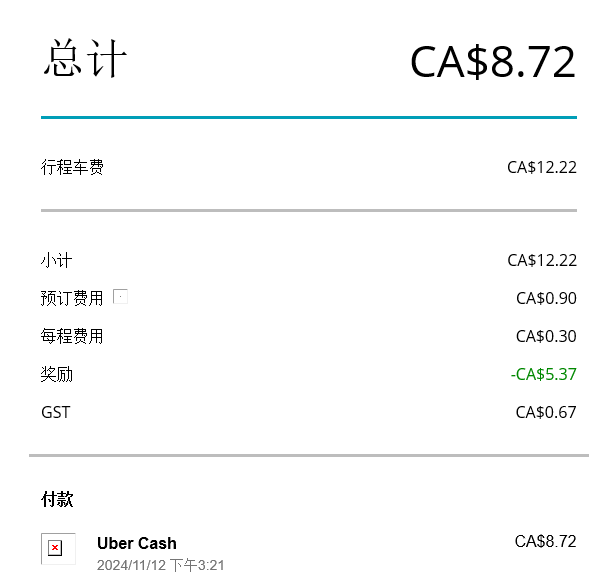 总计 CA$8.72
行程车费 CA$12.22
小计 CA$12.22
预订费用 CA$0.90
每程费用 CA$0.30
奖励 -CA$5.37
GST CA$0.67
付款
Uber Cash CA$8.72
2024/11/12 下午3:21